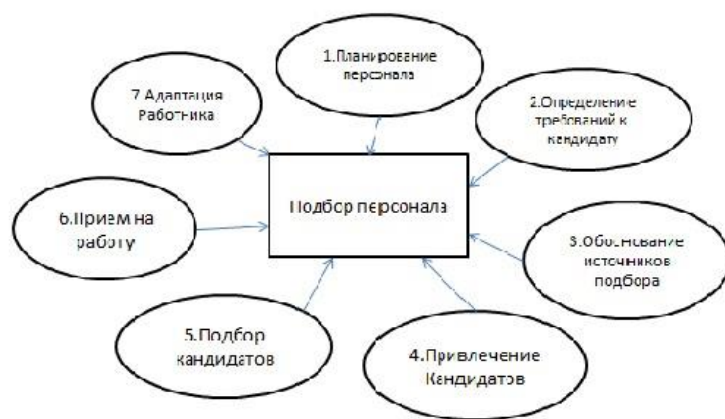 1.Планирование
персонала
2.Определение
требований к
кандидату
3.Обоснование
источников
подбора
4.Привлечение
Кандидатов
5.Подбор
кандидатов
6.Прием на
работу
7.Адаптация
Работника
Подбор персонала